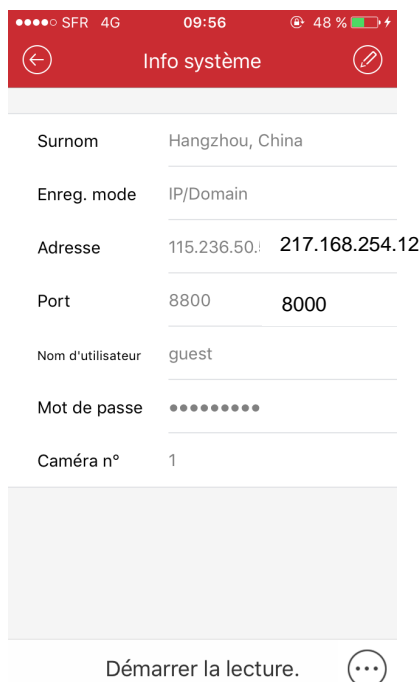 SFR 4G 09:56 48 %
Info système
Surnom Hangzhou, China
Enreg. mode IP/Domain
Adresse 115.236.50. 217.168.254.12
Port 8800 8000
Nom d'utilisateur guest
Mot de passe •••••••••
Caméra n° 1
Démarrer la lecture.